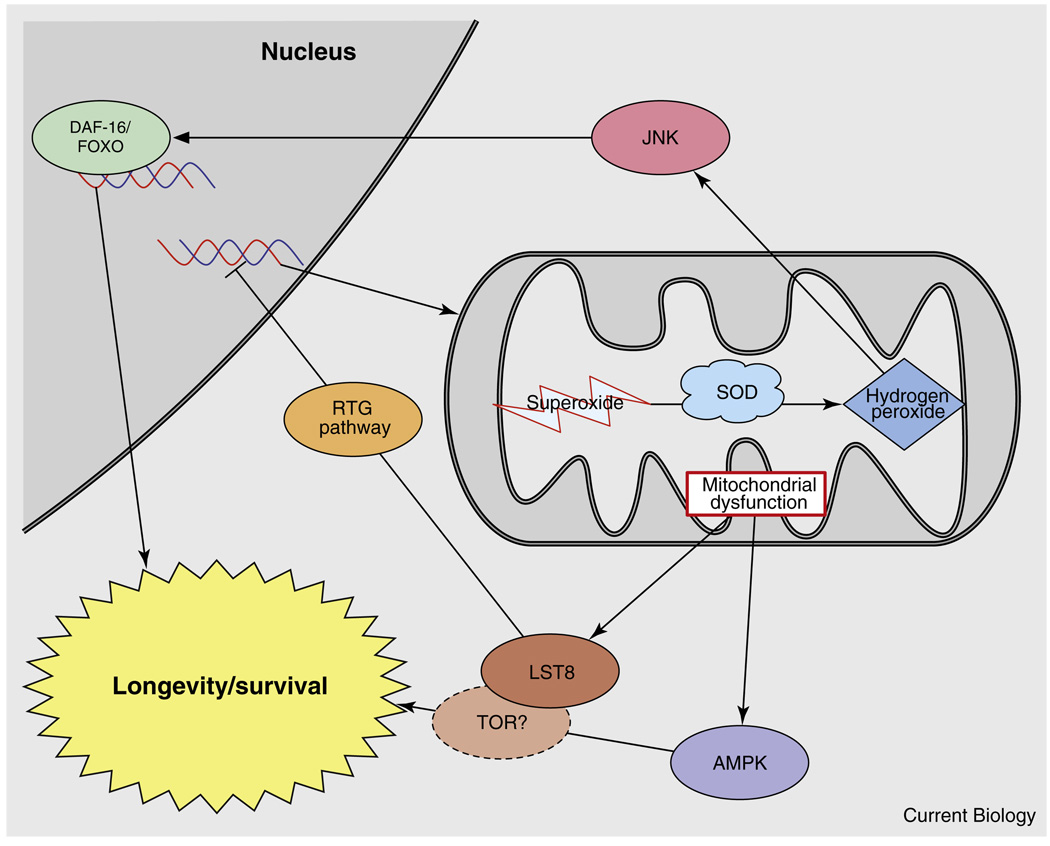 Nucleus
DAF-16/
FOXO
JNK
Superoxide
SOD
Hydrogen
peroxide
RTG
pathway
Mitochondrial
dysfunction
LST8
Longevity/survival
TOR?
AMPK
Current Biology